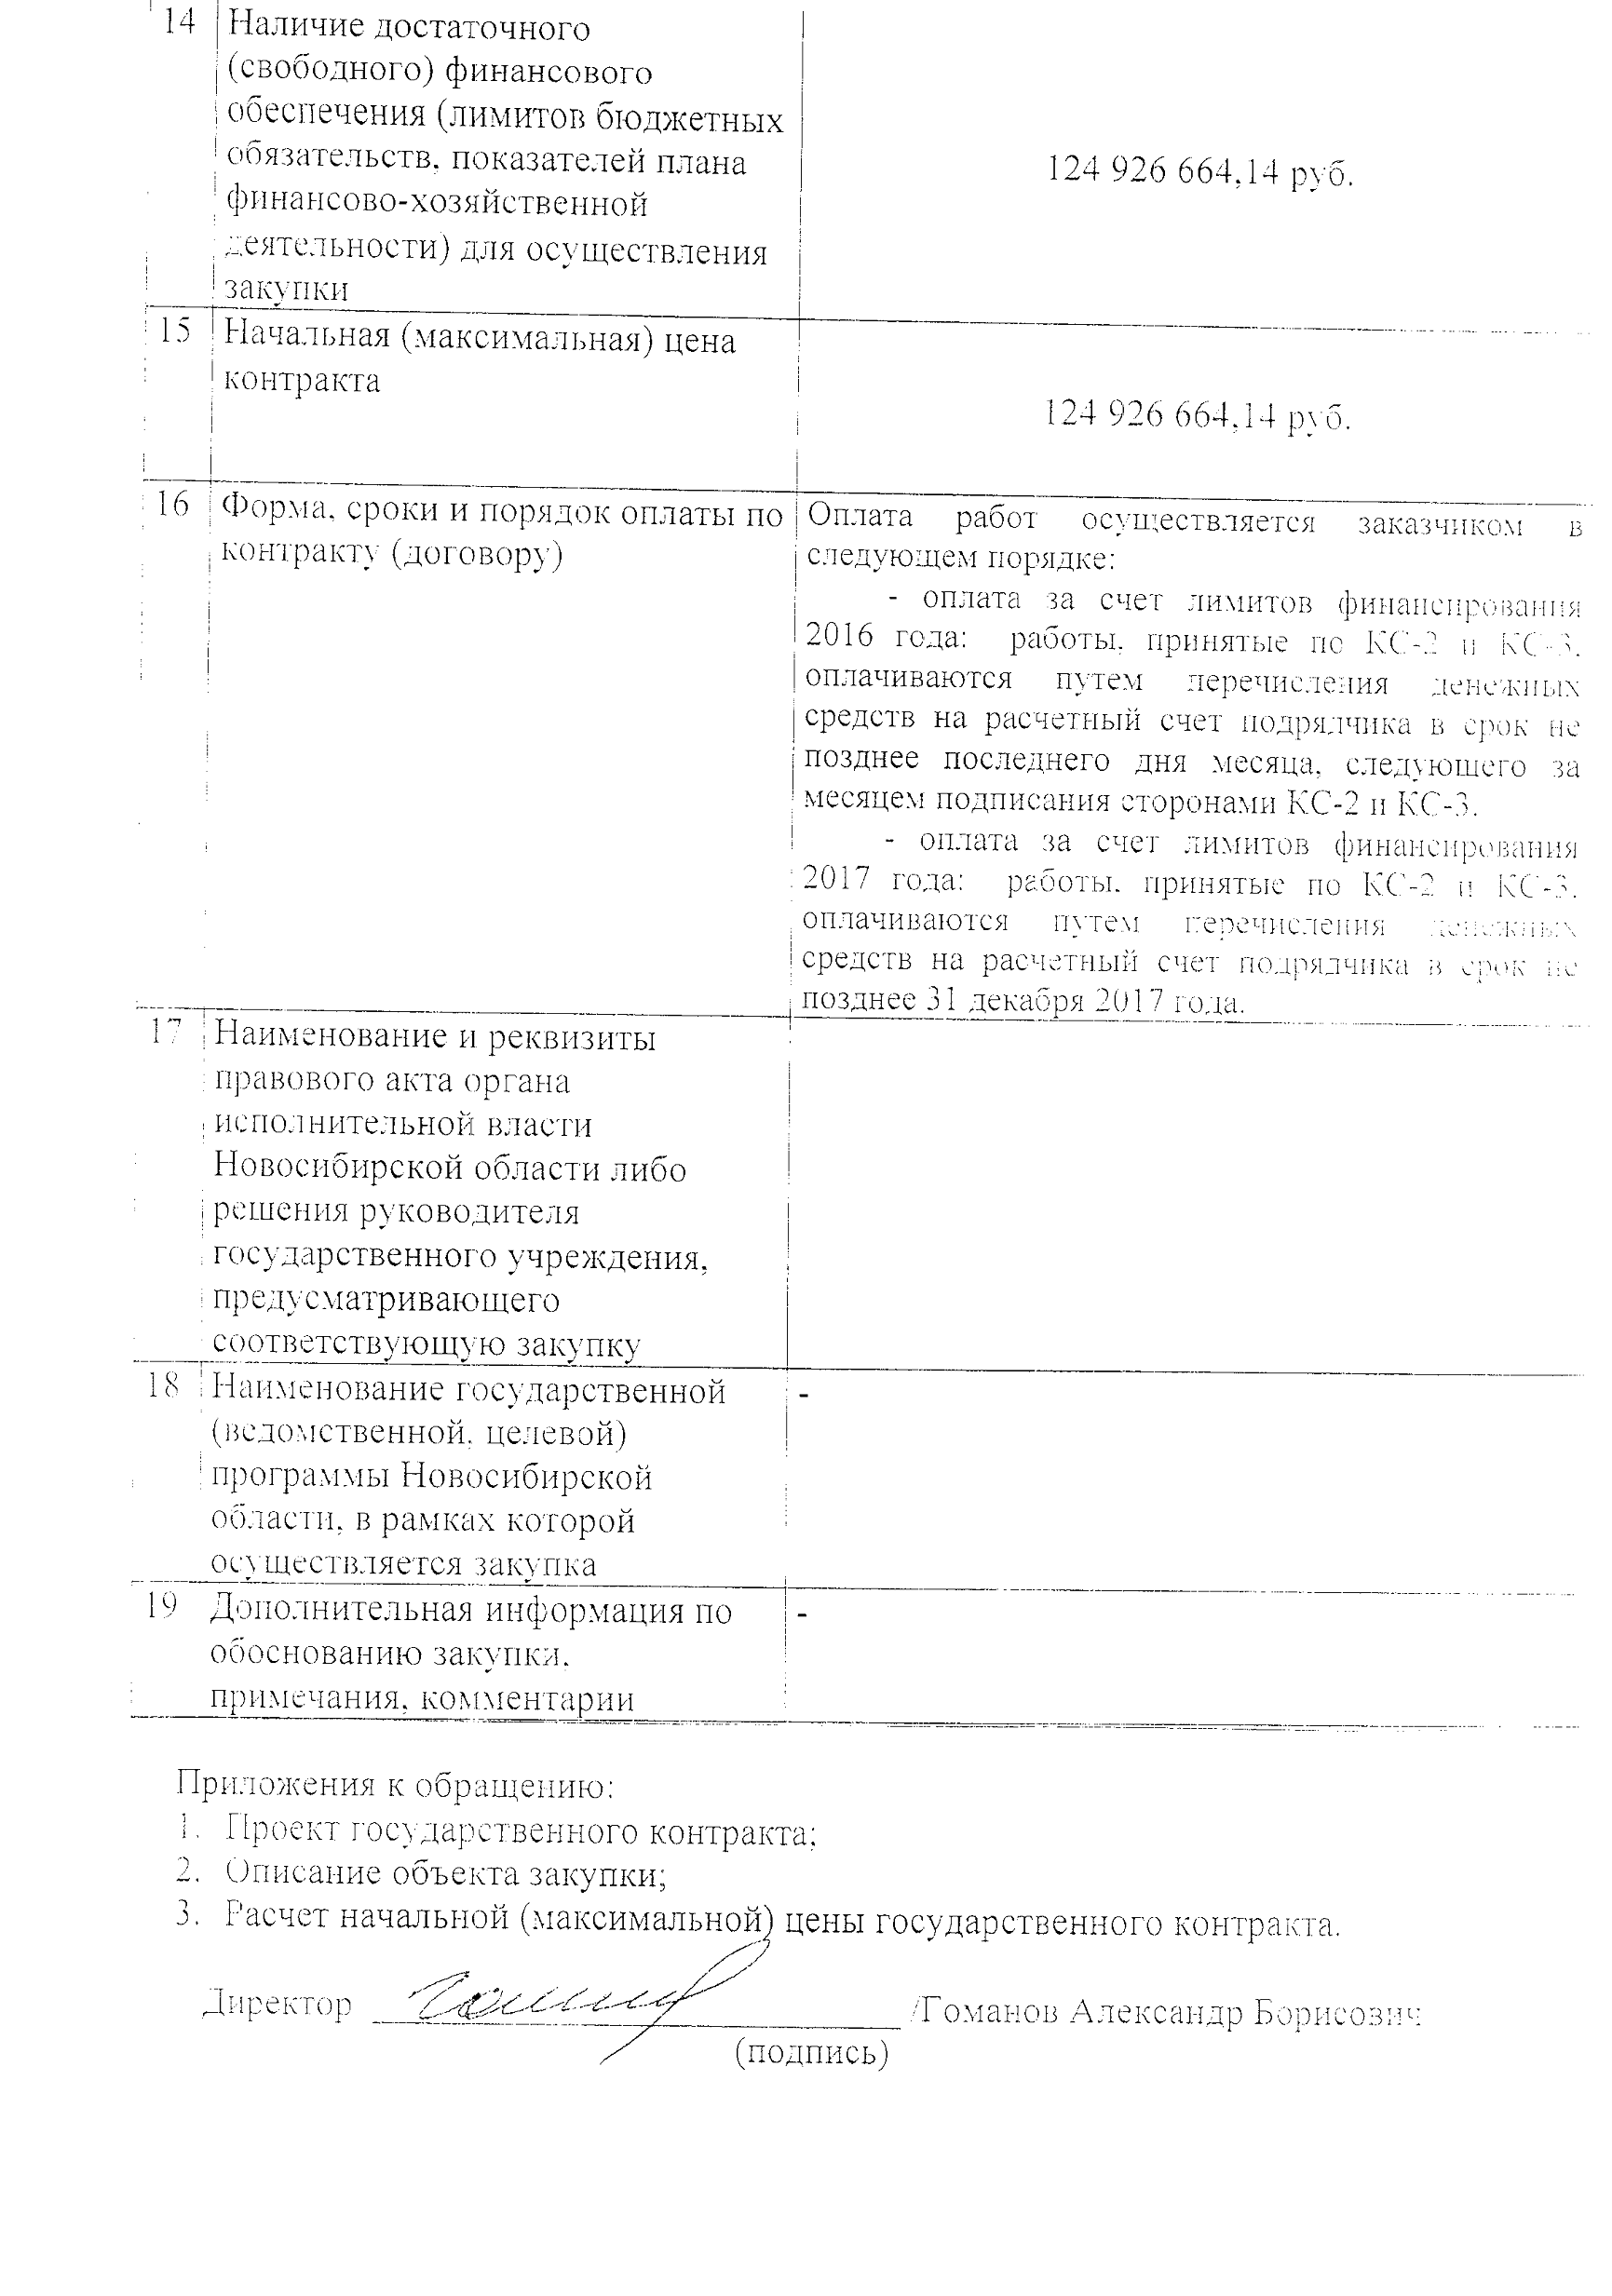 14 Наличие достаточного
(свободного) финансового
обеспечения (лимитов бюджетных
обязательств, показателей плана
финансово-хозяйственной
деятельности) для осуществления
закупки
124 926 664,14 руб.
15 Начальная (максимальная) цена
контракта
124 926 664,14 руб.
16 Форма, сроки и порядок оплаты по
контракту (договору)
Оплата работ осуществляется заказчиком в
следующем порядке:
- оплата за счет лимитов финансирования
2016 года: работы, принятые по КС-2 и КС-3,
оплачиваются путем перечисления денежных
средств на расчетный счет подрядчика в срок не
позднее последнего дня месяца, следующего за
месяцем подписания сторонами КС-2 и КС-3.
- оплата за счет лимитов финансирования
2017 года: работы, принятые по КС-2 и КС-3,
оплачиваются путем перечисления денежных
средств на расчетный счет подрядчика в срок не
позднее 31 декабря 2017 года.
17 Наименование и реквизиты
правового акта органа
исполнительной власти
Новосибирской области либо
решения руководителя
государственного учреждения,
предусматривающего
соответствующую закупку
18 Наименование государственной
(ведомственной, целевой)
программы Новосибирской
области, в рамках которой
осуществляется закупка
-
19 Дополнительная информация по
обоснованию закупки,
примечания, комментарии
-
Приложения к обращению:
1. Проект государственного контракта;
2. Описание объекта закупки;
3. Расчет начальной (максимальной) цены государственного контракта.
Директор /Гоманов Александр Борисович
(подпись)